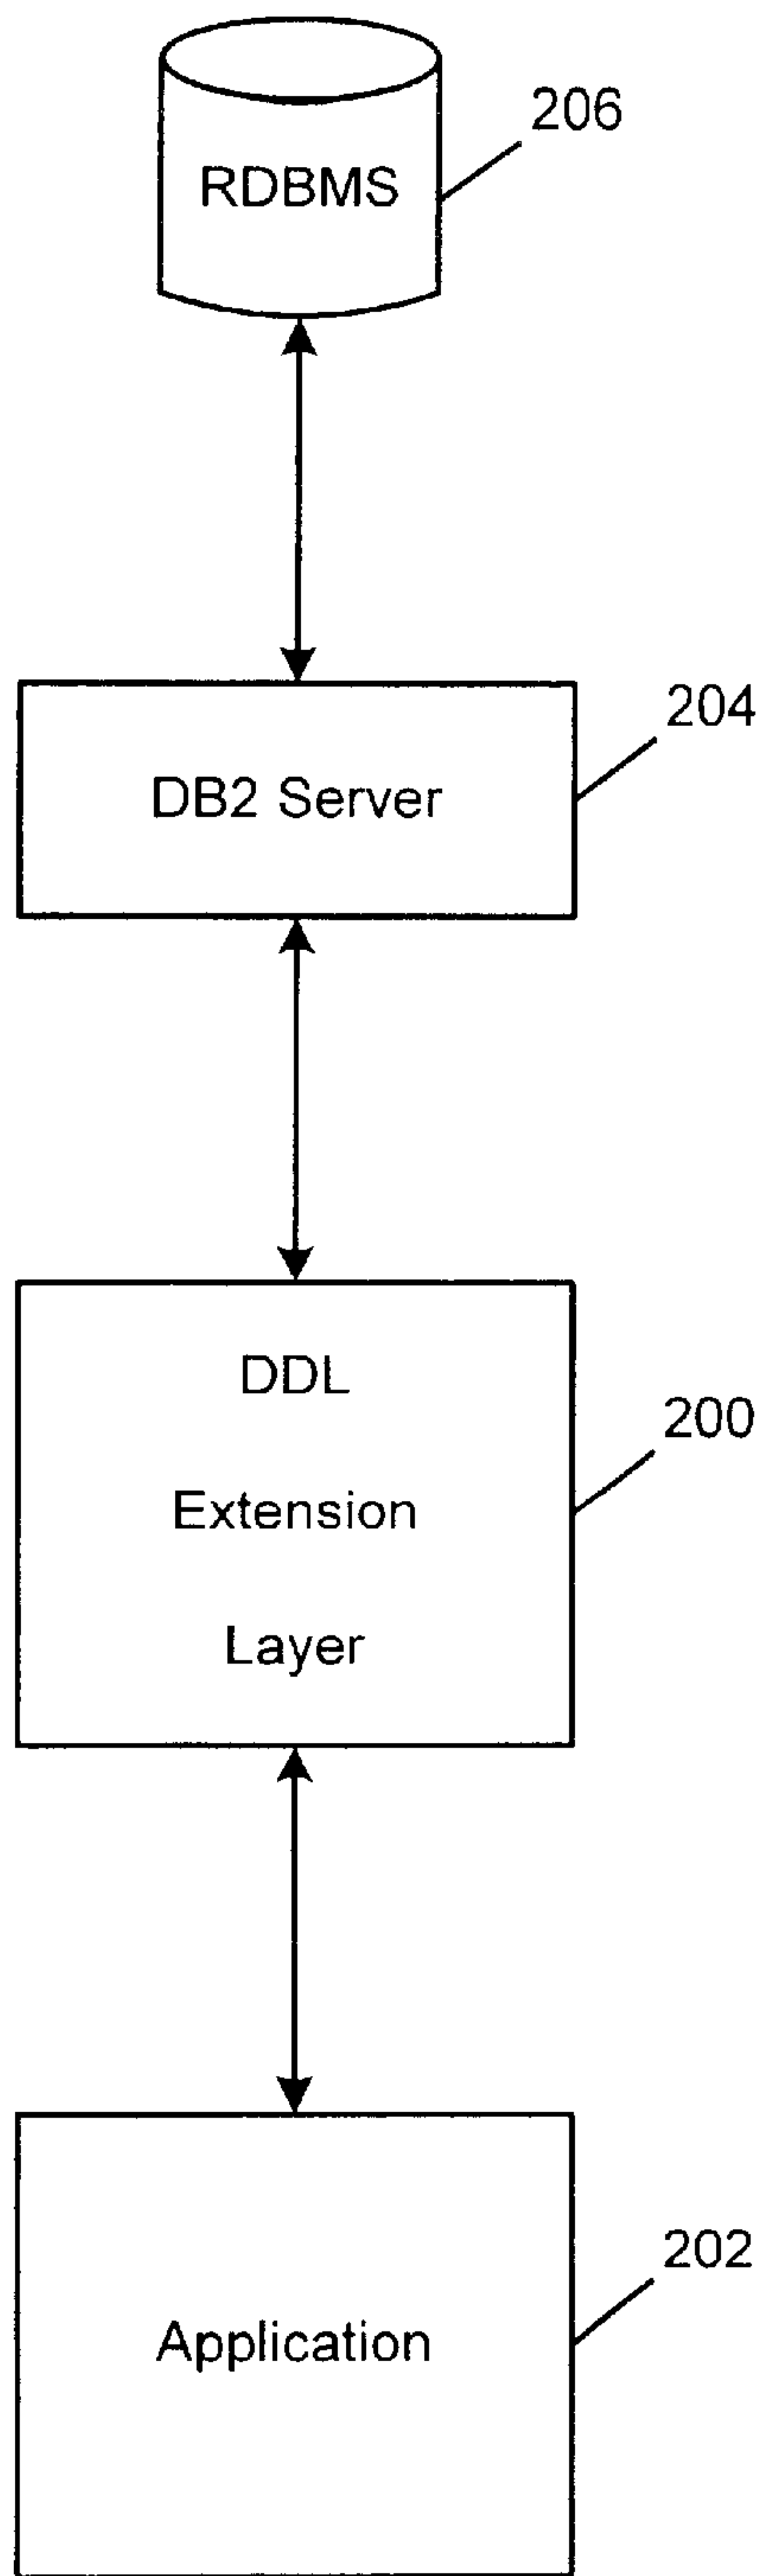 206
RDBMS
204
DB2 Server
DDL
200
Extension
Layer
202
Application